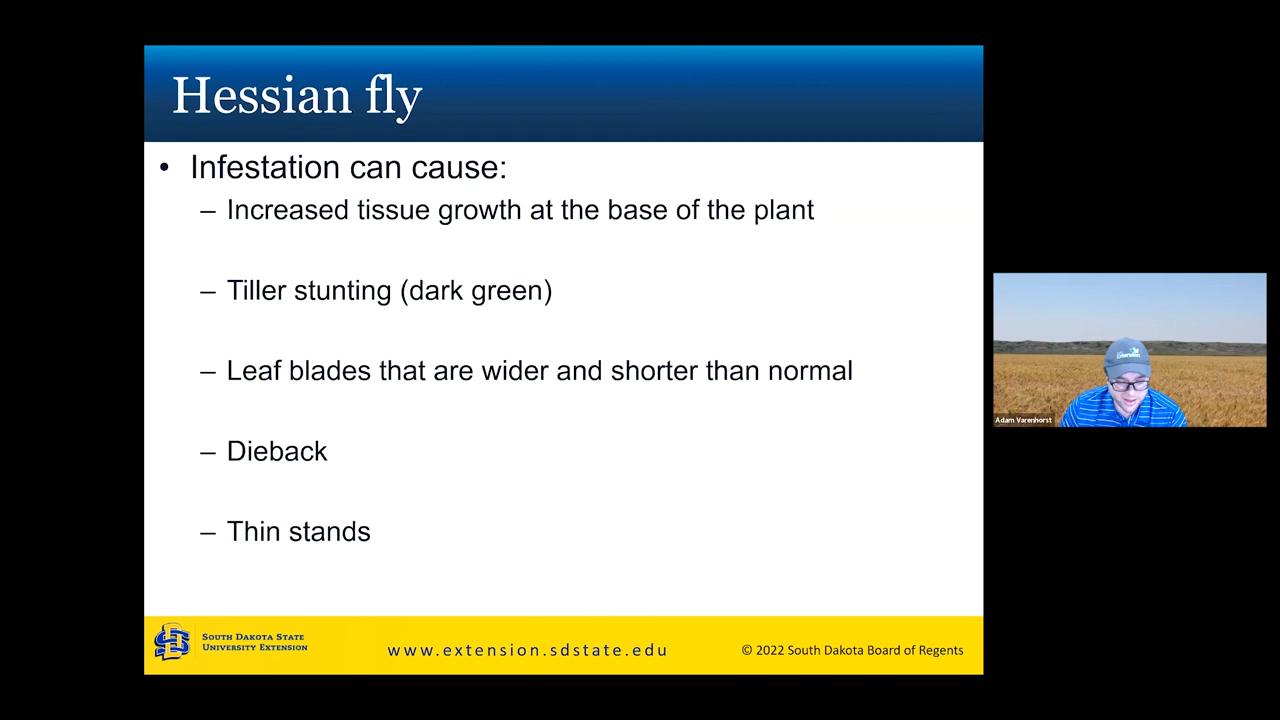 Hessian fly
• Infestation can cause:
– Increased tissue growth at the base of the plant
– Tiller stunting (dark green)
– Leaf blades that are wider and shorter than normal
– Dieback
– Thin stands
Extension
Adam Varenhorst
SOUTH DAKOTA STATE
UNIVERSITY EXTENSION
www.extension.sdstate.edu
© 2022 South Dakota Board of Regents